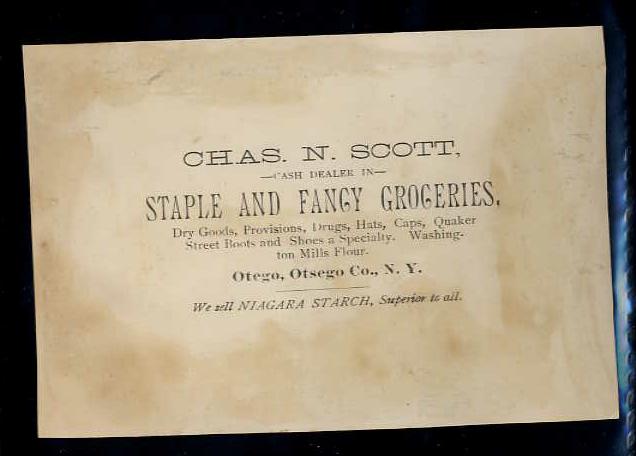 CHAS. N. SCOTT,
—CASH DEALER IN—
STAPLE AND FANCY GROCERIES,
Dry Goods, Provisions, Drugs, Hats, Caps, Quaker
Street Boots and Shoes a Specialty. Washing-
ton Mills Flour.
Otego, Otsego Co., N. Y.
We sell NIAGARA STARCH, Superior to all.